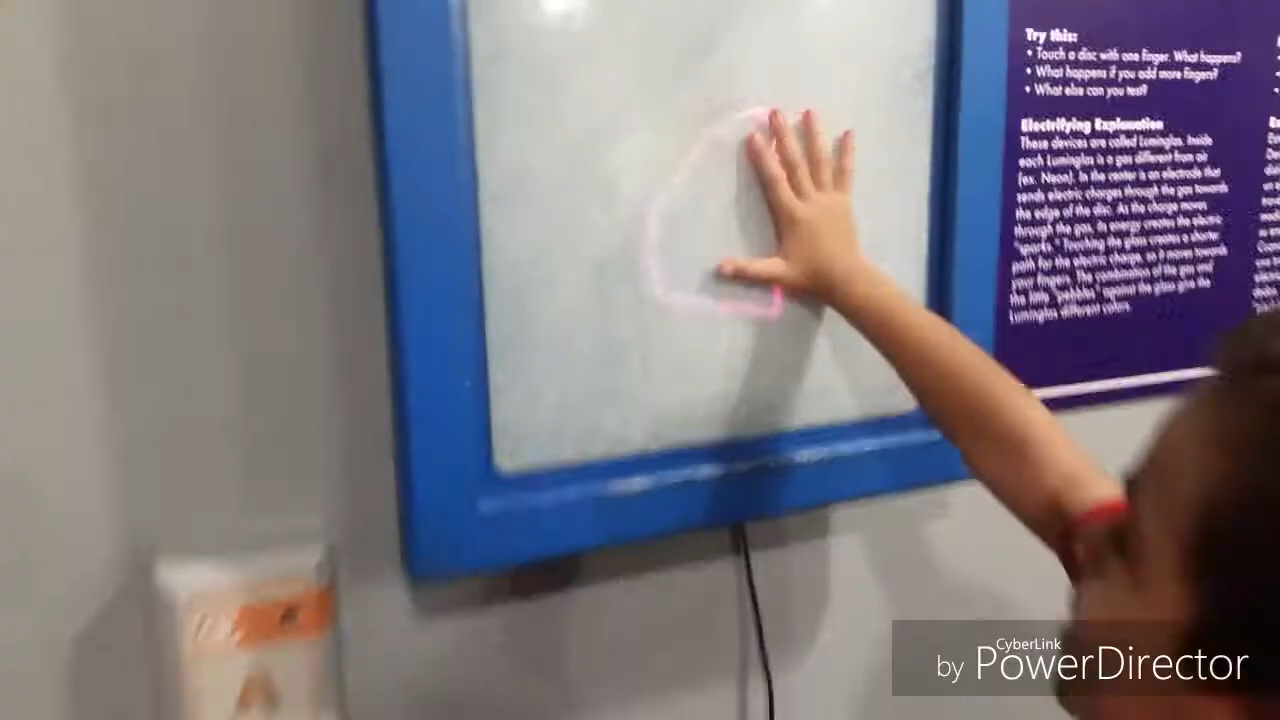 Try this:
• Touch a disc with one finger. What happens?
• What happens if you add more fingers?
• What else can you test?
Electrifying Explanation
These devices are called Luminglas. Inside
each Luminglas is a gas different from air
(ex. Neon). In the center is an electrode that
sends electric charges through the gas towards
the edge of the disc. As the charge moves
through the gas, its energy creates the electric
"sparks." Touching the glass creates a shorter
path for the electric charge, so it moves towards
your fingers. The combination of the gas and
the little "pebbles" against the glass give the
Luminglas different colors.
CyberLink
by PowerDirector